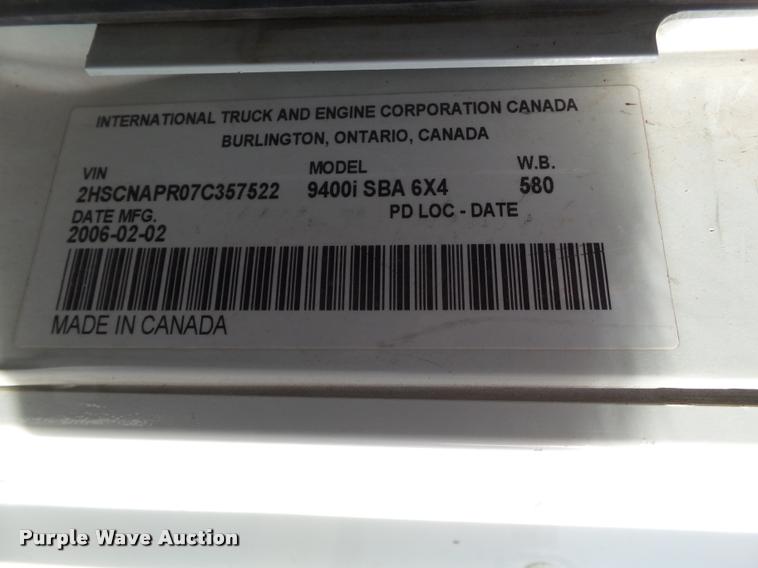 INTERNATIONAL TRUCK AND ENGINE CORPORATION CANADA
BURLINGTON, ONTARIO, CANADA
VIN MODEL W.B.
2HSCNAPR07C357522 9400i SBA 6X4 580
DATE MFG. PD LOC - DATE
2006-02-02
MADE IN CANADA
Purple Wave Auction